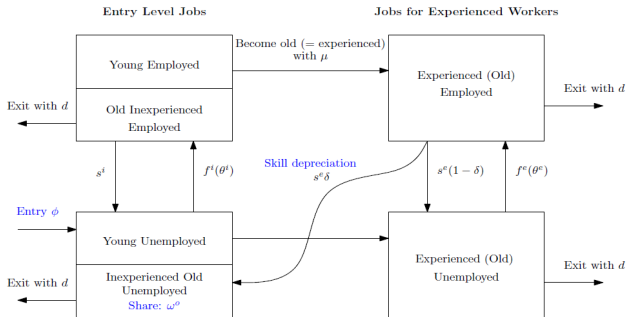 Entry Level Jobs
Jobs for Experienced Workers
Young Employed
Old Inexperienced
Employed
Become old (= experienced)
with μ
Experienced (Old)
Employed
Exit with d
Exit with d
s^i
f^i(θ^i)
Skill depreciation
s^e δ
s^e(1 − δ)
f^e(θ^e)
Entry ϕ
Young Unemployed
Inexperienced Old
Unemployed
Share: ω^o
Experienced (Old)
Unemployed
Exit with d
Exit with d